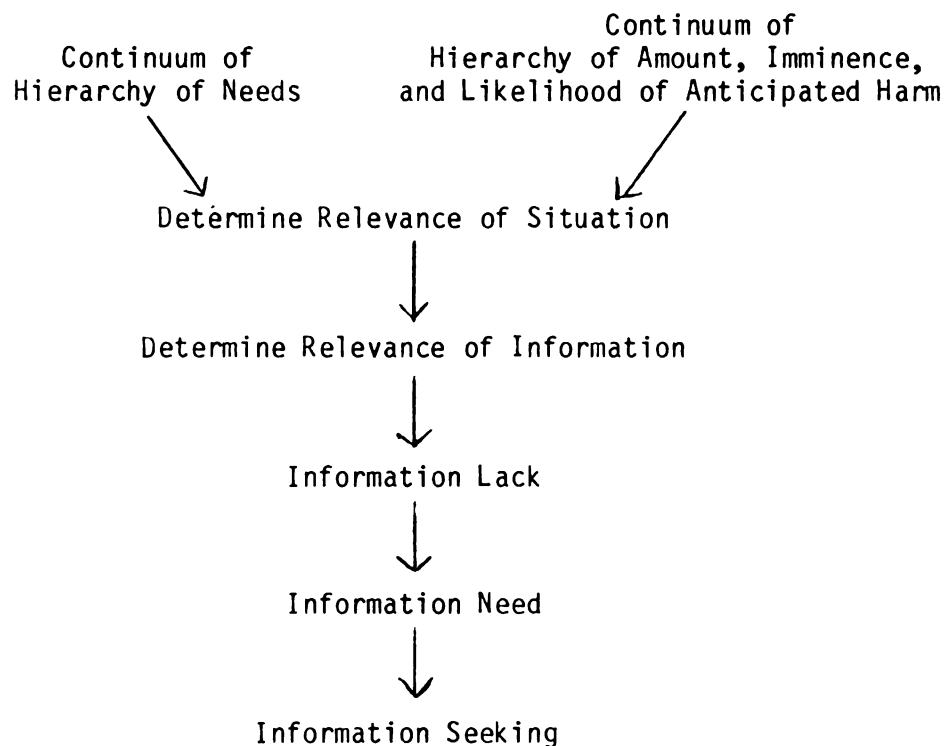 Continuum of
Hierarchy of Needs
Continuum of
Hierarchy of Amount, Imminence,
and Likelihood of Anticipated Harm
Determine Relevance of Situation
Determine Relevance of Information
Information Lack
Information Need
Information Seeking